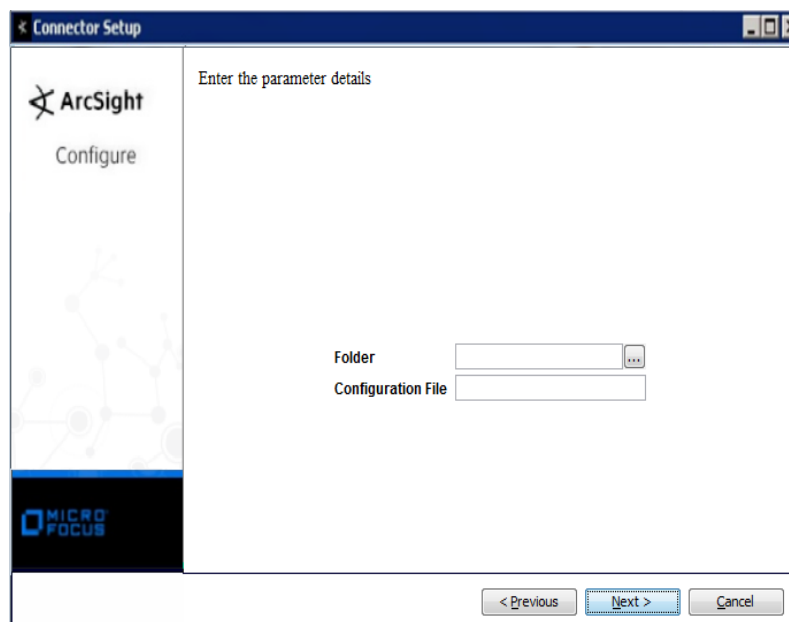 Connector Setup
ArcSight
Configure
Enter the parameter details
Folder
...
Configuration File
MICRO
FOCUS
< Previous
Next >
Cancel